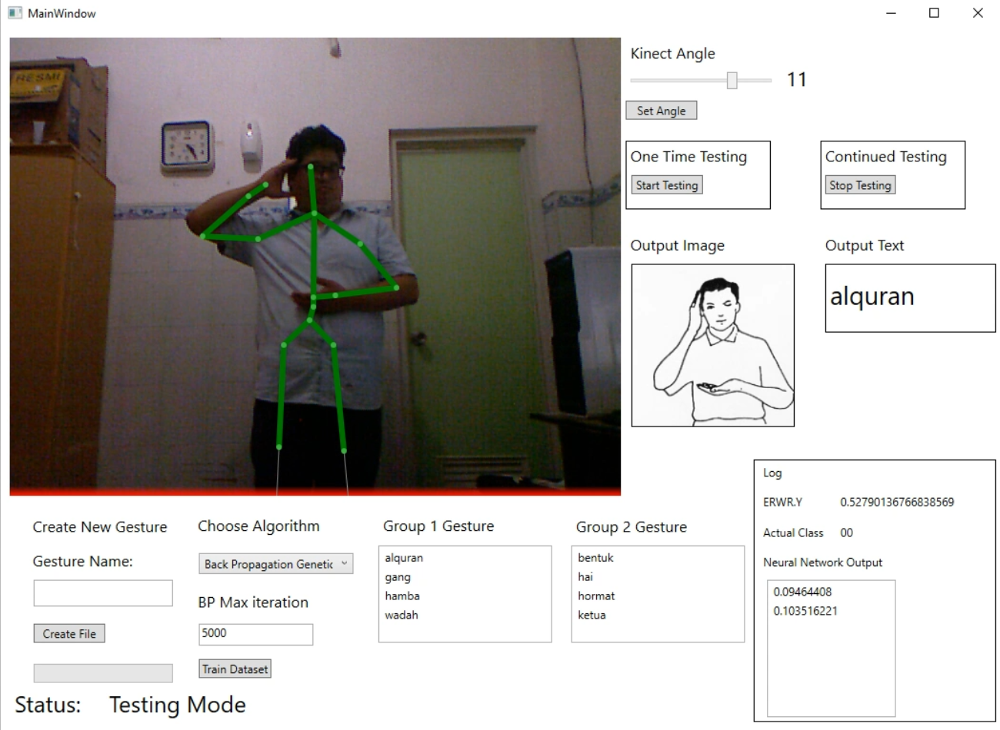 MainWindow
RESMI
Kinect Angle
11
Set Angle
One Time Testing
Start Testing
Continued Testing
Stop Testing
Output Image
Output Text
alquran
Create New Gesture
Gesture Name:
Create File
Choose Algorithm
Back Propagation Genetic
BP Max iteration
5000
Train Dataset
Group 1 Gesture
alquran
gang
hamba
wadah
Group 2 Gesture
bentuk
hai
hormat
ketua
Log
ERWR.Y 0.52790136766838569
Actual Class 00
Neural Network Output
0.09464408
0.103516221
Status: Testing Mode